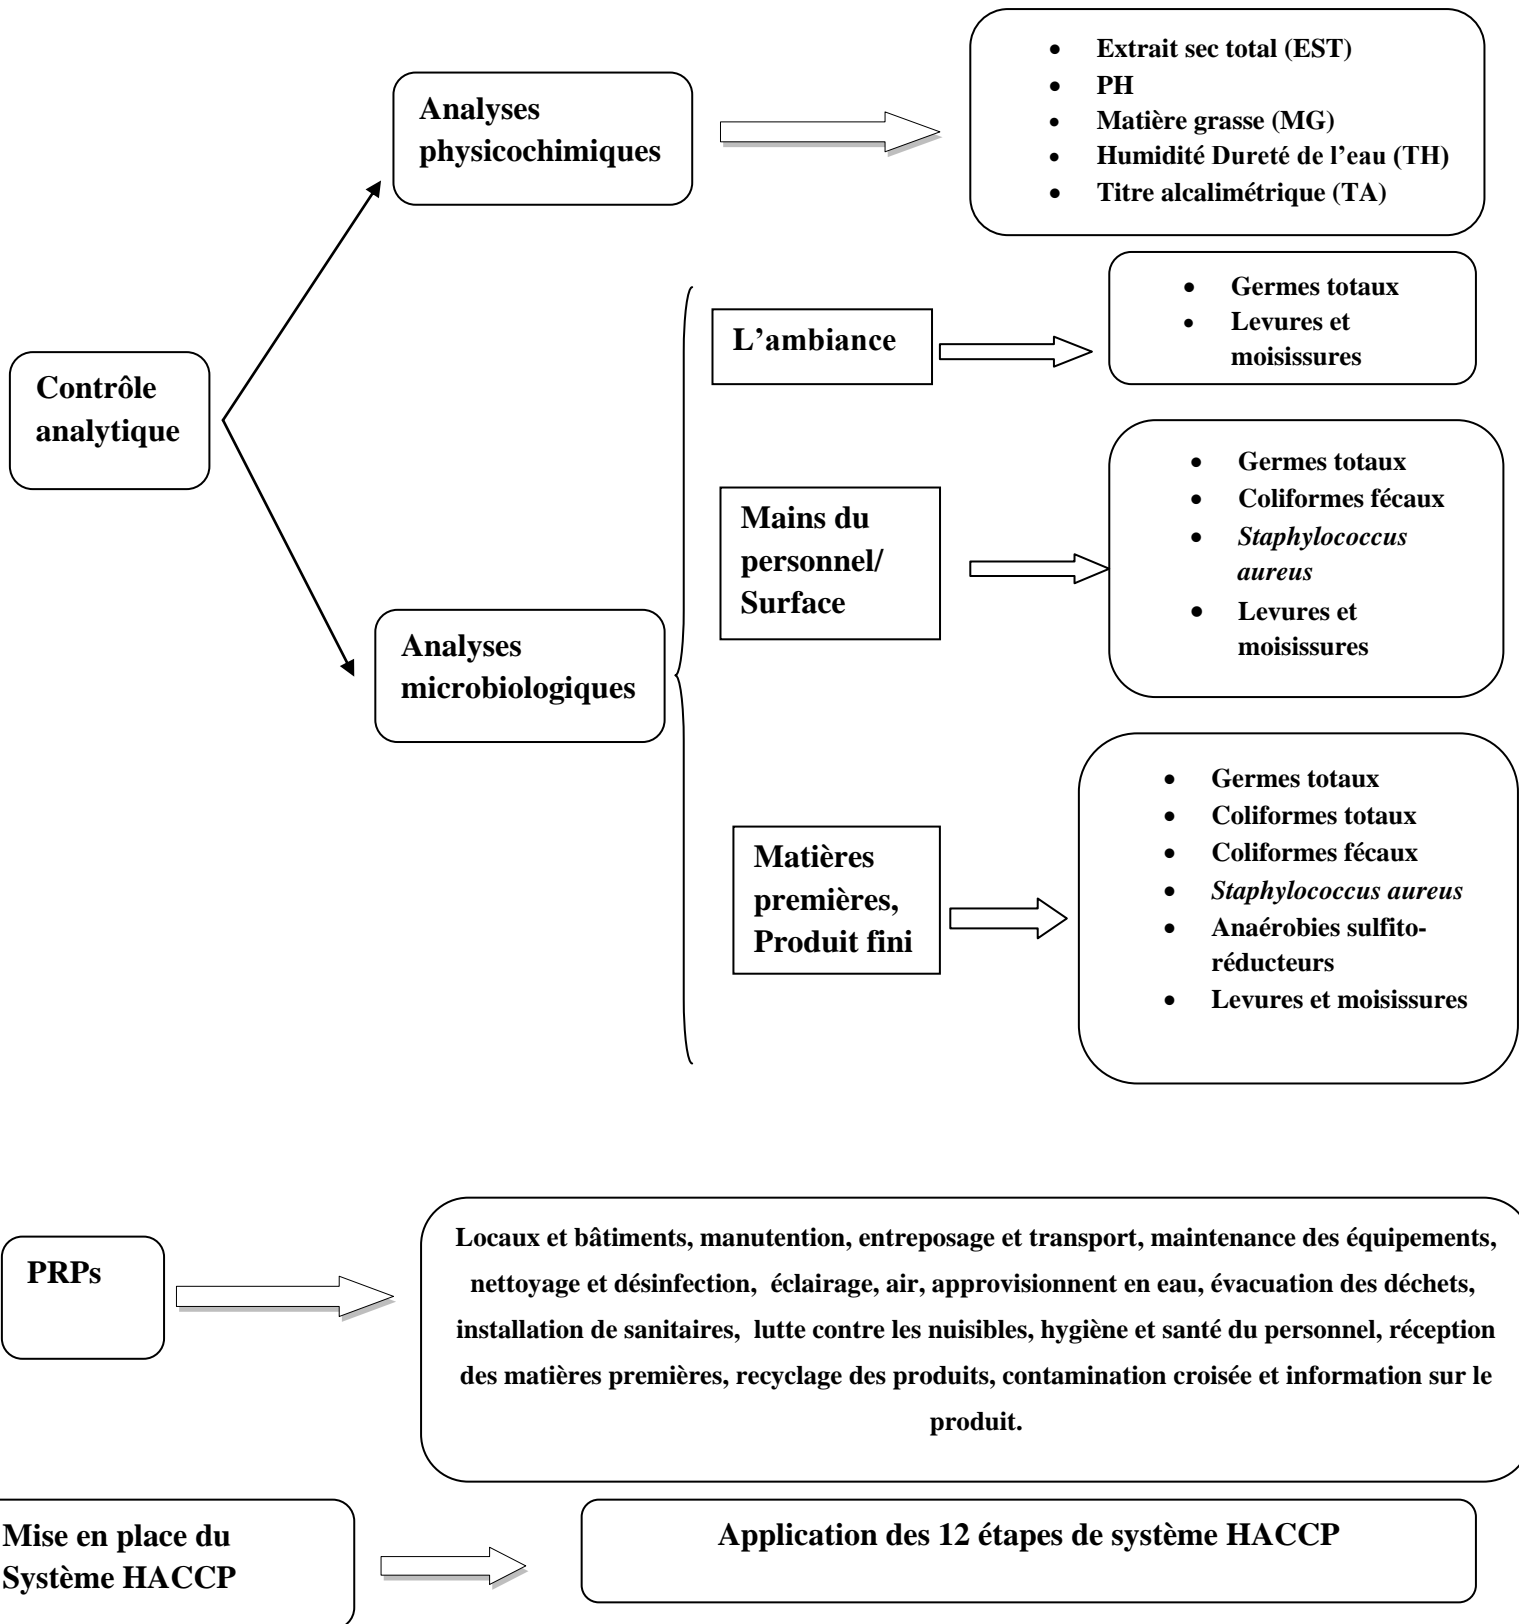 Contrôle
analytique
Analyses
physicochimiques
• Extrait sec total (EST)
• PH
• Matière grasse (MG)
• Humidité Dureté de l’eau (TH)
• Titre alcalimétrique (TA)
Analyses
microbiologiques
L’ambiance
• Germes totaux
• Levures et
moisissures
Mains du
personnel/
Surface
• Germes totaux
• Coliformes fécaux
• Staphylococcus
aureus
• Levures et
moisissures
Matières
premières,
Produit fini
• Germes totaux
• Coliformes totaux
• Coliformes fécaux
• Staphylococcus aureus
• Anaérobies sulfito-
réducteurs
• Levures et moisissures
PRPs
Locaux et bâtiments, manutention, entreposage et transport, maintenance des équipements,
nettoyage et désinfection, éclairage, air, approvisionnent en eau, évacuation des déchets,
installation de sanitaires, lutte contre les nuisibles, hygiène et santé du personnel, réception
des matières premières, recyclage des produits, contamination croisée et information sur le
produit.
Mise en place du
Système HACCP
Application des 12 étapes de système HACCP